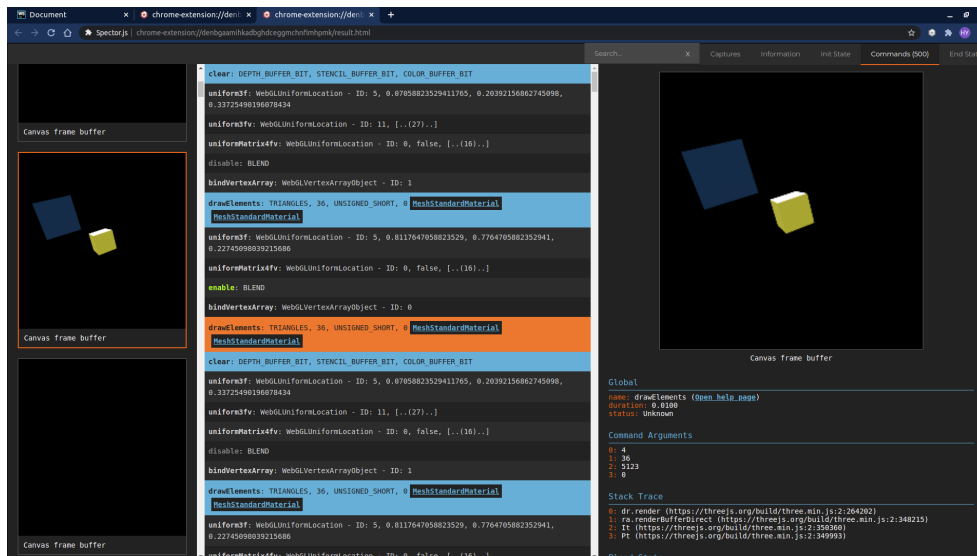 Document
chrome-extension://denb
chrome-extension://denb
HY
Spector.js
chrome-extension://denbgaamihkadbghdceggmchnflmhpmk/result.html
Search...
X
Captures
Information
Init State
Commands (500)
End Stat
Canvas frame buffer
Canvas frame buffer
Canvas frame buffer
clear: DEPTH_BUFFER_BIT, STENCIL_BUFFER_BIT, COLOR_BUFFER_BIT
uniform3f: WebGLUniformLocation - ID: 5, 0.07058823529411765, 0.20392156862745098,
0.33725490196078434
uniform3fv: WebGLUniformLocation - ID: 11, [..(27)..]
uniformMatrix4fv: WebGLUniformLocation - ID: 0, false, [..(16)..]
disable: BLEND
bindVertexArray: WebGLVertexArrayObject - ID: 1
drawElements: TRIANGLES, 36, UNSIGNED_SHORT, 0 MeshStandardMaterial
MeshStandardMaterial
uniform3f: WebGLUniformLocation - ID: 5, 0.8117647058823529, 0.7764705882352941,
0.22745098039215686
uniformMatrix4fv: WebGLUniformLocation - ID: 0, false, [..(16)..]
enable: BLEND
bindVertexArray: WebGLVertexArrayObject - ID: 0
drawElements: TRIANGLES, 36, UNSIGNED_SHORT, 0 MeshStandardMaterial
MeshStandardMaterial
clear: DEPTH_BUFFER_BIT, STENCIL_BUFFER_BIT, COLOR_BUFFER_BIT
uniform3f: WebGLUniformLocation - ID: 5, 0.07058823529411765, 0.20392156862745098,
0.33725490196078434
uniform3fv: WebGLUniformLocation - ID: 11, [..(27)..]
uniformMatrix4fv: WebGLUniformLocation - ID: 0, false, [..(16)..]
disable: BLEND
bindVertexArray: WebGLVertexArrayObject - ID: 1
drawElements: TRIANGLES, 36, UNSIGNED_SHORT, 0 MeshStandardMaterial
MeshStandardMaterial
uniform3f: WebGLUniformLocation - ID: 5, 0.8117647058823529, 0.7764705882352941,
0.22745098039215686
uniformMatrix4fv: WebGLUniformLocation - ID: 0, false, [..(16)..]
Canvas frame buffer
Global
name: drawElements (Open help page)
duration: 0.0100
status: Unknown
Command Arguments
0: 4
1: 36
2: 5123
3: 0
Stack Trace
0: dr.render (https://threejs.org/build/three.min.js:2:264202)
1: ra.renderBufferDirect (https://threejs.org/build/three.min.js:2:348215)
2: It (https://threejs.org/build/three.min.js:2:350360)
3: Pt (https://threejs.org/build/three.min.js:2:349993)